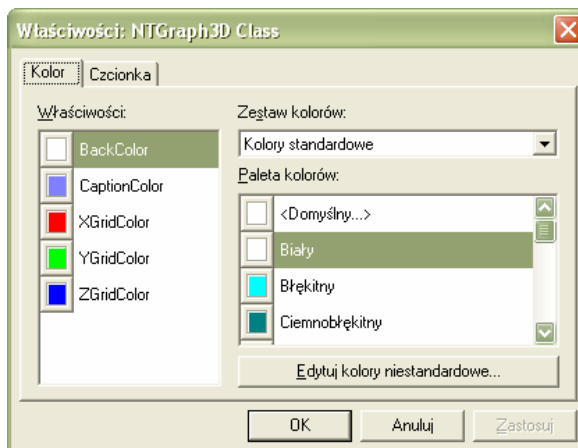 Właściwości: NTGraph3D Class
Kolor
Czcionka
Właściwości:
BackColor
CaptionColor
XGridColor
YGridColor
ZGridColor
Zestaw kolorów:
Kolory standardowe
Paleta kolorów:
<Domyślny...>
Biały
Błękitny
Ciemnobłękitny
Edytuj kolory niestandardowe...
OK
Anuluj
Zastosuj